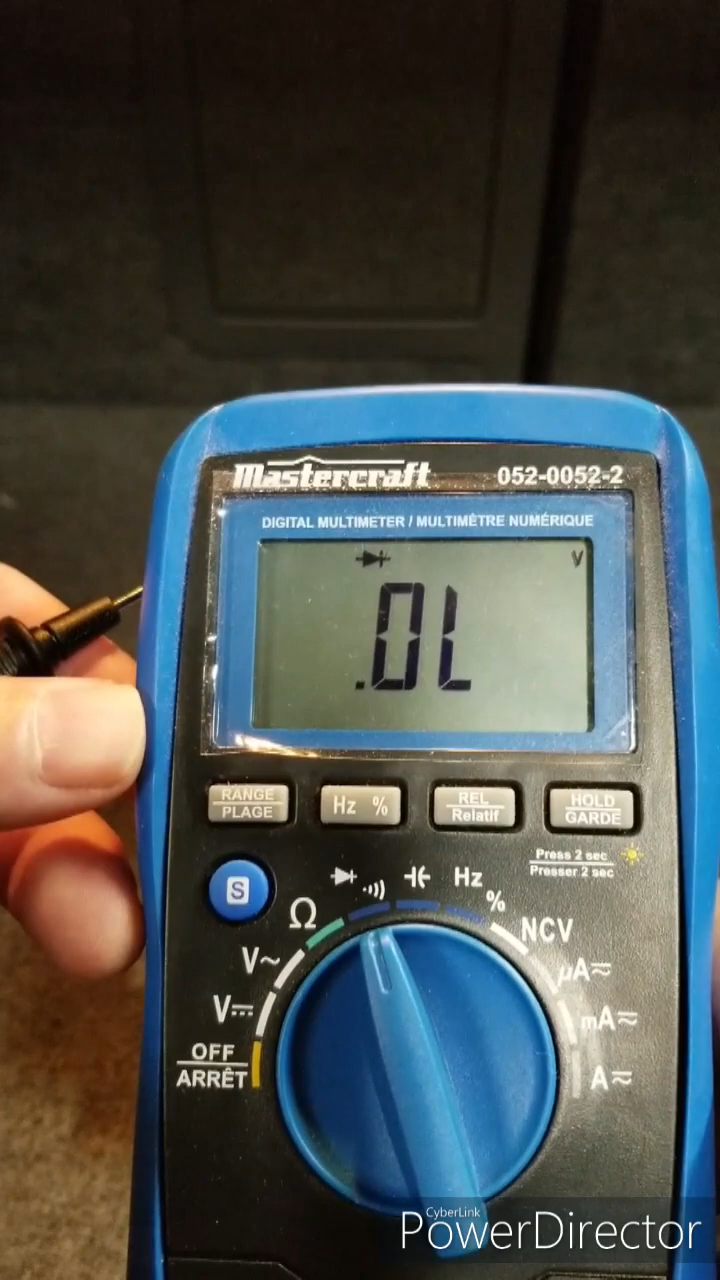 Mastercraft 052-0052-2
DIGITAL MULTIMETER / MULTIMÈTRE NUMÉRIQUE
V
.OL
RANGE
PLAGE
Hz %
REL
Relatif
HOLD
GARDE
Press 2 sec
Presser 2 sec
S
Ω
Hz
%
NCV
V~
µA
V
mA
OFF
ARRÊT
A
CyberLink
PowerDirector